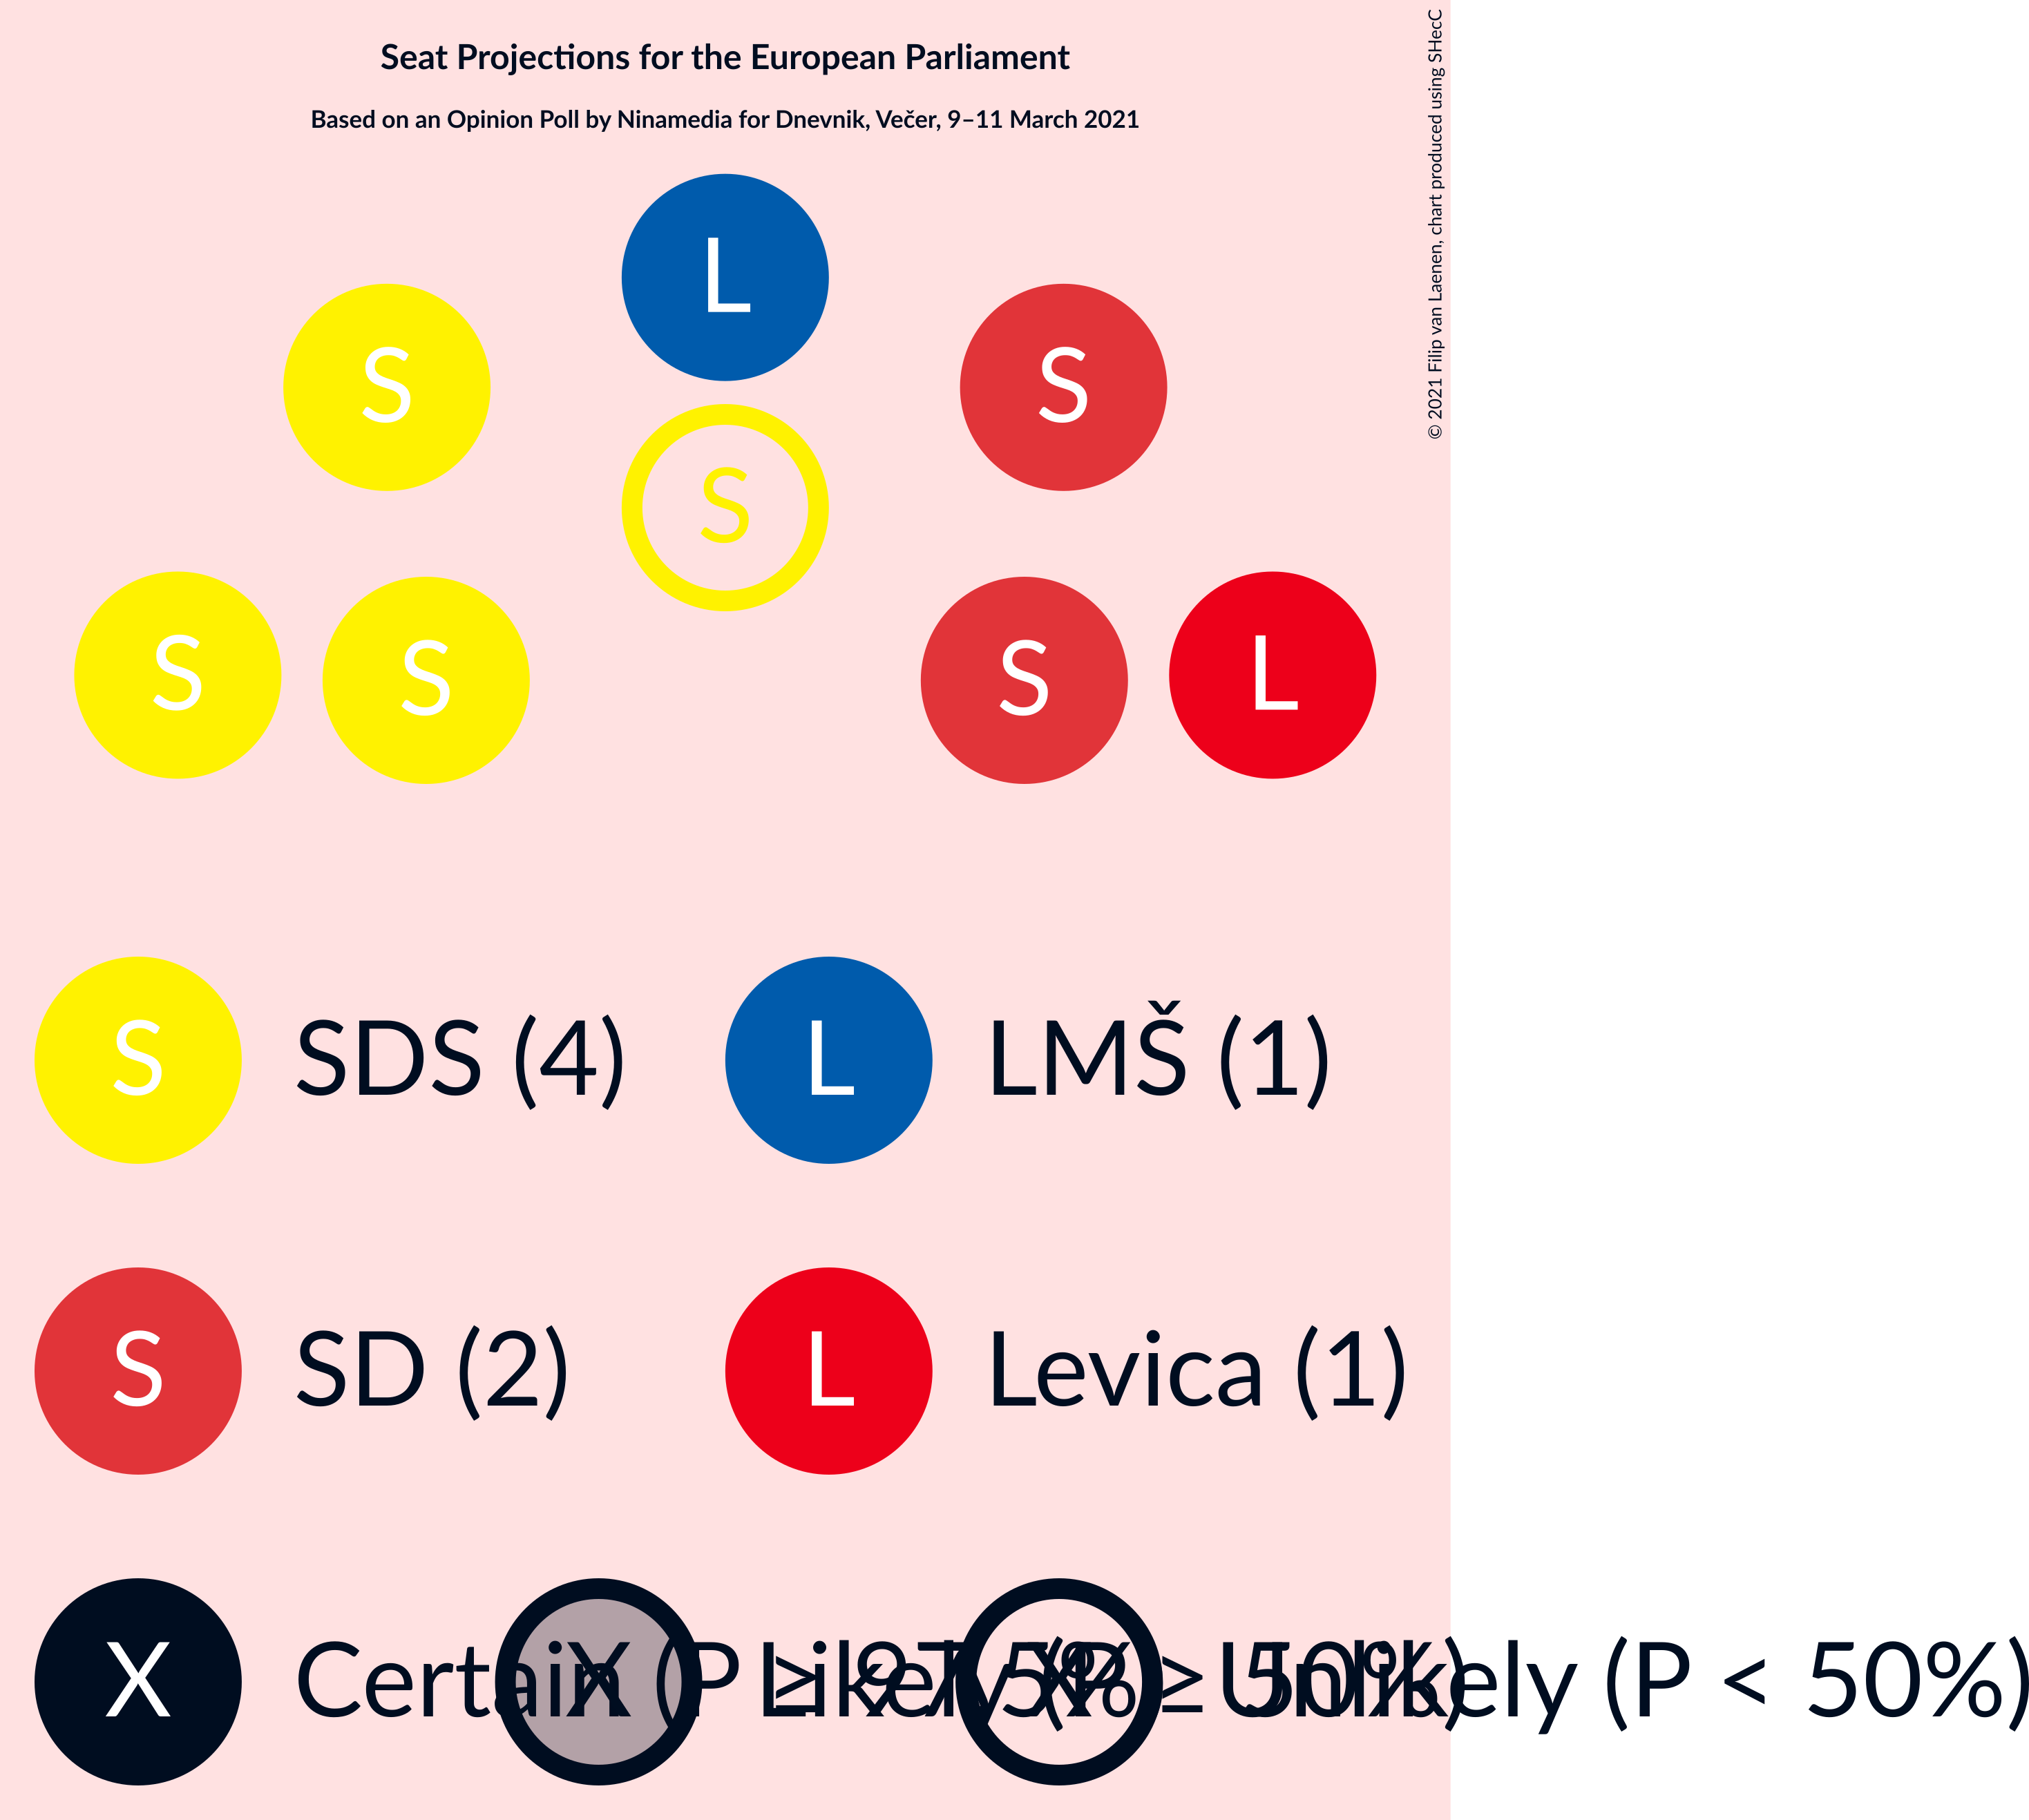 Seat Projections for the European Parliament
Based on an Opinion Poll by Ninamedia for Dnevnik, Večer, 9–11 March 2021
© 2021 Filip van Laenen, chart produced using SHecC
L
S
S
S
S
S
S
L
S SDS (4) L LMŠ (1)
S SD (2) L Levica (1)
X Certain (P ≥ X Likely (P ≥ 50%) X Unlikely (P < 50%)